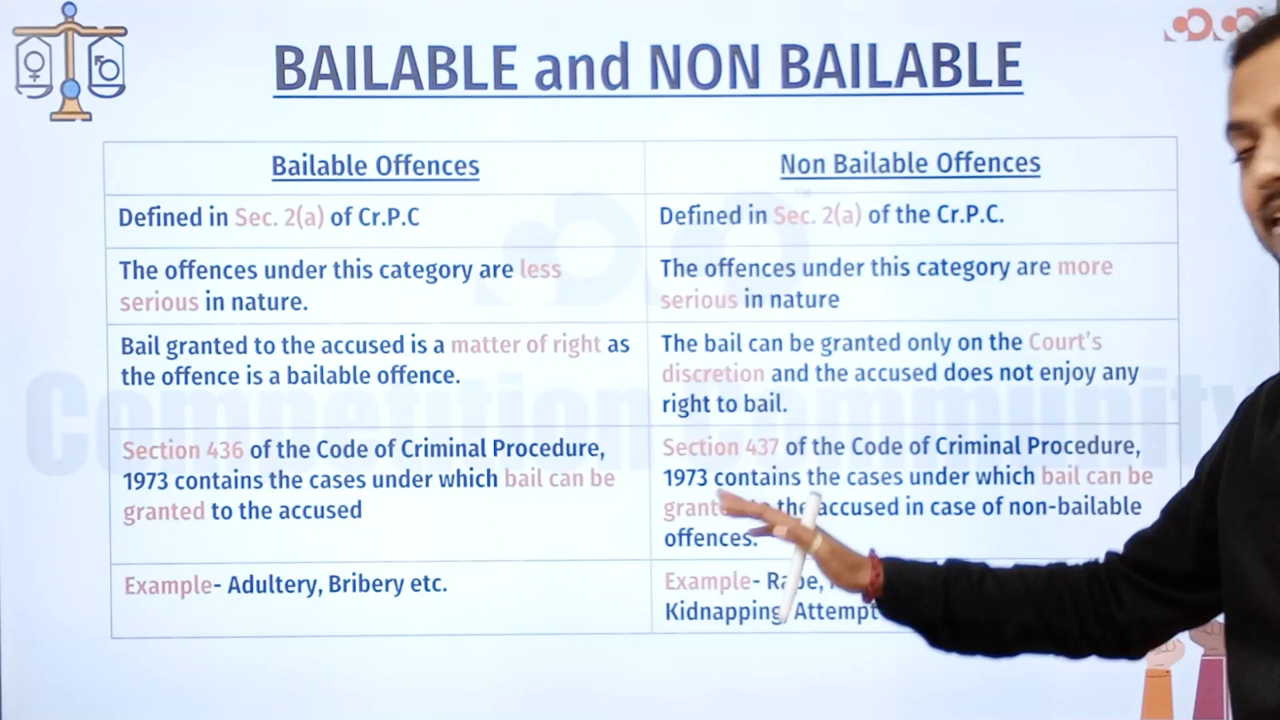 BAILABLE and NON BAILABLE
Bailable Offences
Non Bailable Offences
Defined in Sec. 2(a) of Cr.P.C
Defined in Sec. 2(a) of the Cr.P.C.
The offences under this category are less
serious in nature.
The offences under this category are more
serious in nature
Bail granted to the accused is a matter of right as
the offence is a bailable offence.
The bail can be granted only on the Court's
discretion and the accused does not enjoy any
right to bail.
Section 436 of the Code of Criminal Procedure,
1973 contains the cases under which bail can be
granted to the accused
Section 437 of the Code of Criminal Procedure,
1973 contains the cases under which bail can be
the accused in case of non-bailable
offences.
Example- Adultery, Bribery etc.
Example- Rape,
Kidnapping, Attempt
Competition Community